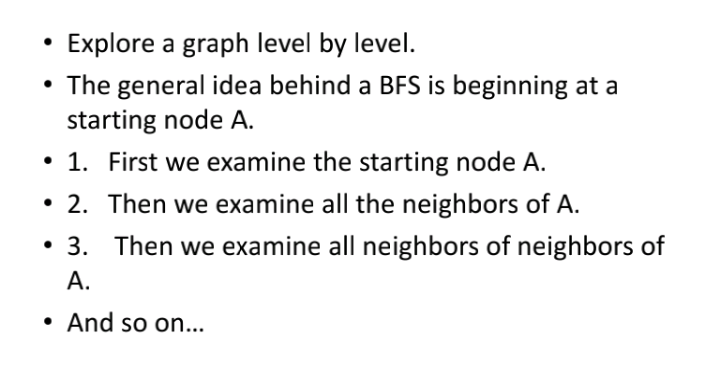 • Explore a graph level by level.
• The general idea behind a BFS is beginning at a
starting node A.
• 1. First we examine the starting node A.
• 2. Then we examine all the neighbors of A.
• 3. Then we examine all neighbors of neighbors of
A.
• And so on...